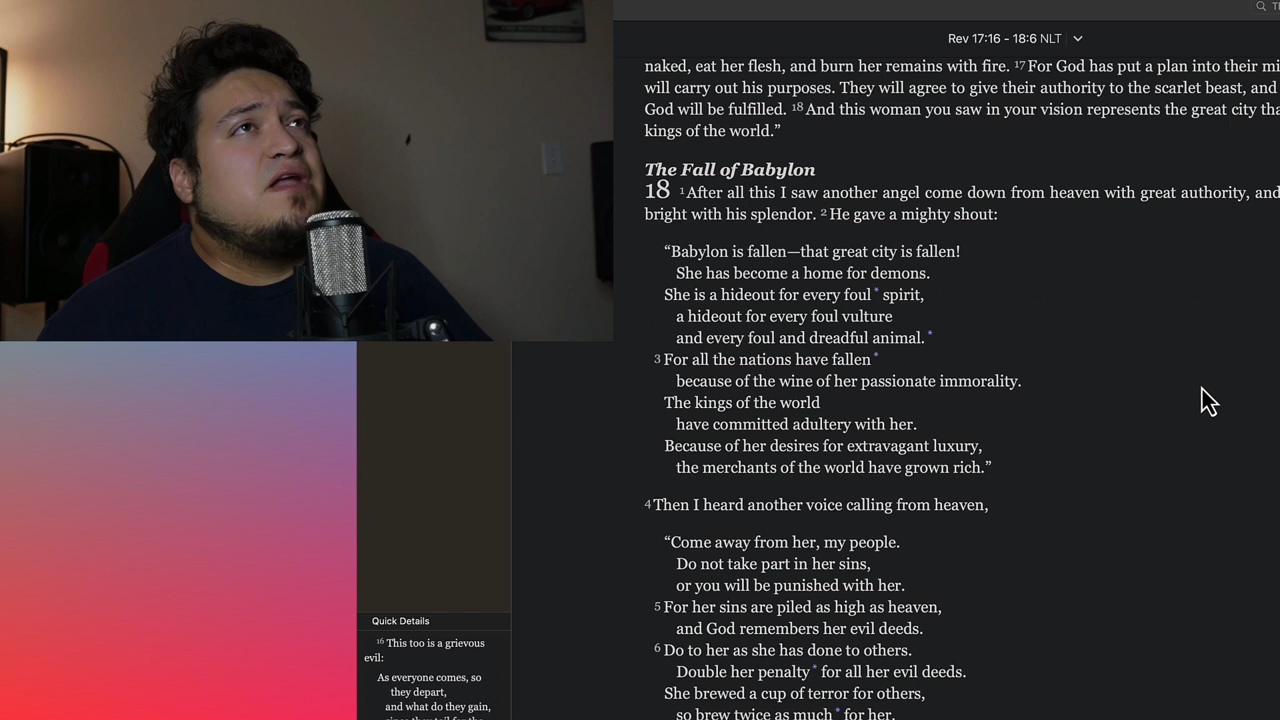 Rev 17:16 - 18:6 NLT
naked, eat her flesh, and burn her remains with fire. 17 For God has put a plan into their
will carry out his purposes. They will agree to give their authority to the scarlet beast, and
God will be fulfilled. 18 And this woman you saw in your vision represents the great city
kings of the world.”
The Fall of Babylon
18 1 After all this I saw another angel come down from heaven with great authority, and
bright with his splendor. 2 He gave a mighty shout:
“Babylon is fallen—that great city is fallen!
She has become a home for demons.
She is a hideout for every foul * spirit,
a hideout for every foul vulture
and every foul and dreadful animal. *
3 For all the nations have fallen *
because of the wine of her passionate immorality.
The kings of the world
have committed adultery with her.
Because of her desires for extravagant luxury,
the merchants of the world have grown rich.”
4 Then I heard another voice calling from heaven,
“Come away from her, my people.
Do not take part in her sins,
or you will be punished with her.
5 For her sins are piled as high as heaven,
and God remembers her evil deeds.
6 Do to her as she has done to others.
Double her penalty * for all her evil deeds.
She brewed a cup of terror for others,
so brew twice as much * for her.
Quick Details
16 This too is a grievous
evil:
As everyone comes, so
they depart,
and what do they gain,